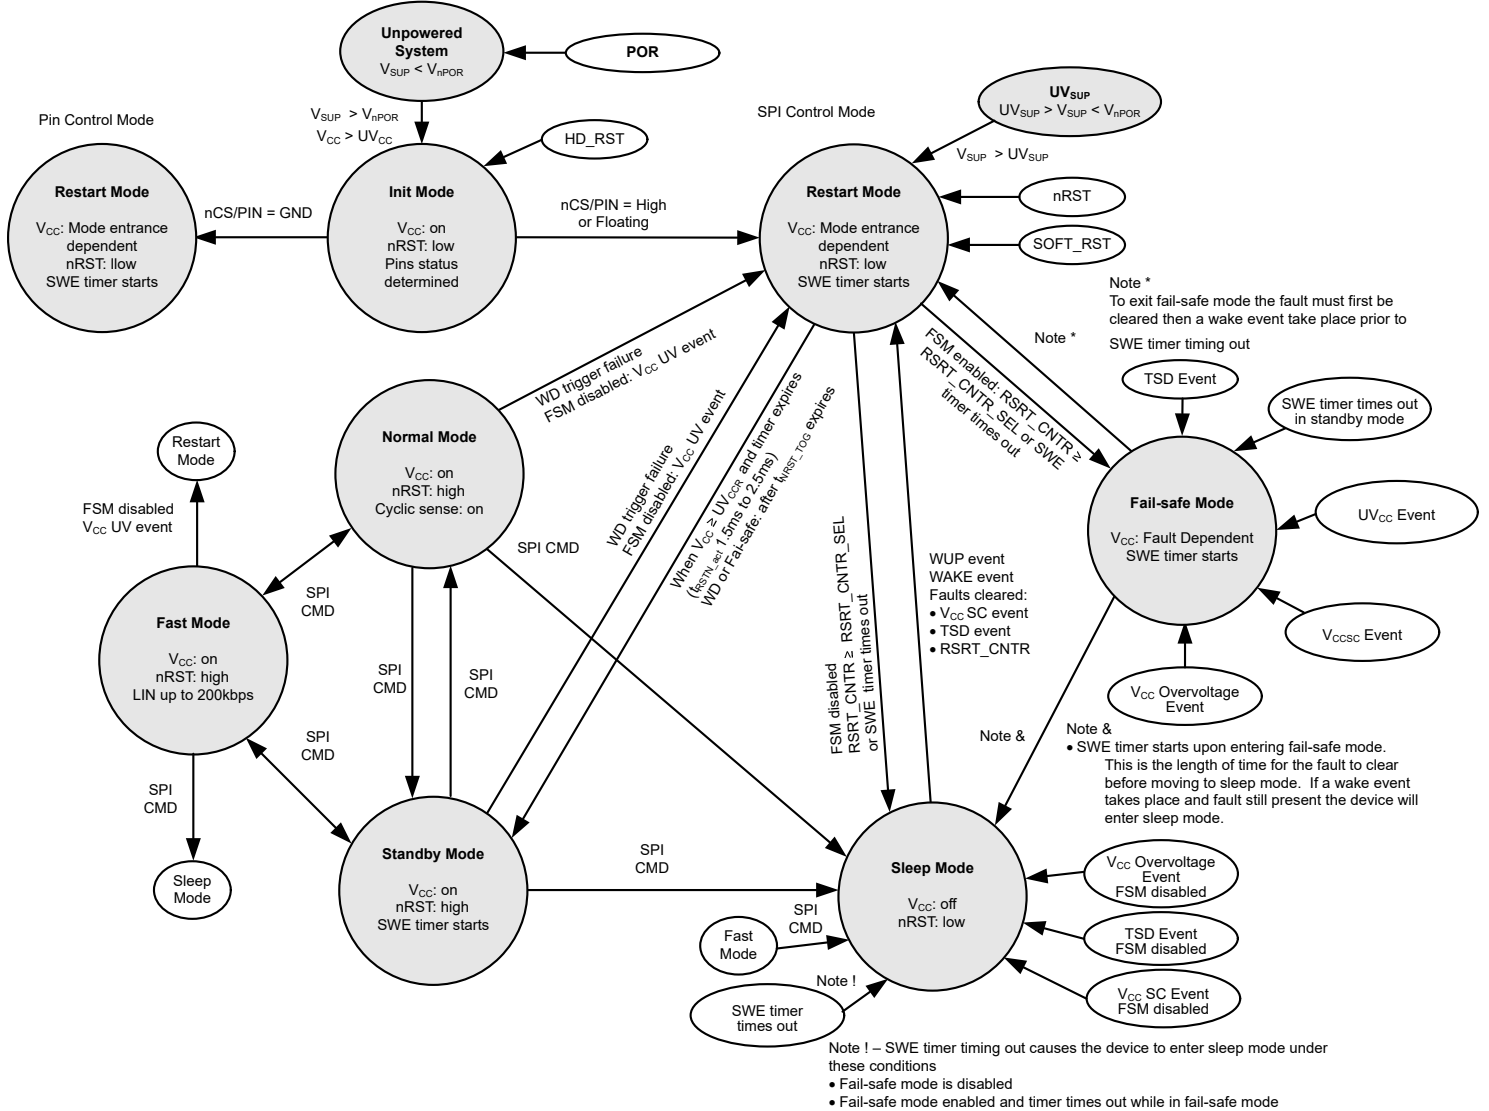 Unpowered
System
VSUP < VnPOR
POR
VSUP > VnPOR
VCC > UVCC
HD_RST
Pin Control Mode
SPI Control Mode
UVSUP
UVSUP > VSUP < VnPOR
VSUP > UVSUP
Restart Mode
VCC: Mode entrance
dependent
nRST: llow
SWE timer starts
nCS/PIN = GND
Init Mode
VCC: on
nRST: low
Pins status
determined
nCS/PIN = High
or Floating
Restart Mode
VCC: Mode entrance
dependent
nRST: low
SWE timer starts
nRST
SOFT_RST
Note *
To exit fail-safe mode the fault must first be
cleared then a wake event take place prior to
SWE timer timing out
Note *
TSD Event
SWE timer times out
in standby mode
WD trigger failure
FSM disabled: VCC UV event
FSM enabled: RSRT_CNTR ≥
RSRT_CNTR_SEL or SWE
timer times out
Normal Mode
VCC: on
nRST: high
Cyclic sense: on
Restart
Mode
FSM disabled
VCC UV event
WD trigger failure
FSM disabled: VCC UV event
When VCC ≥ UVCCR and timer expires
(tRSTN_act 1.5ms to 2.5ms)
WD or Fai-safe: after tNRST_TOG expires
Fail-safe Mode
VCC: Fault Dependent
SWE timer starts
UVCC Event
VCCSC Event
VCC Overvoltage
Event
SPI CMD
SPI
CMD
Fast Mode
VCC: on
nRST: high
LIN up to 200kbps
SPI
CMD
SPI
CMD
FSM disabled
RSRT_CNTR ≥ RSRT_CNTR_SEL
or SWE timer times out
WUP event
WAKE event
Faults cleared:
• VCC SC event
• TSD event
• RSRT_CNTR
Note &
Note &
• SWE timer starts upon entering fail-safe mode.
This is the length of time for the fault to clear
before moving to sleep mode. If a wake event
takes place and fault still present the device will
enter sleep mode.
SPI
CMD
SPI
CMD
Sleep
Mode
Standby Mode
VCC: on
nRST: high
SWE timer starts
SPI
CMD
Sleep Mode
VCC: off
nRST: low
VCC Overvoltage
Event
FSM disabled
TSD Event
FSM disabled
VCC SC Event
FSM disabled
SPI
CMD
Fast
Mode
Note !
SWE timer
times out
Note ! – SWE timer timing out causes the device to enter sleep mode under
these conditions
• Fail-safe mode is disabled
• Fail-safe mode enabled and timer times out while in fail-safe mode